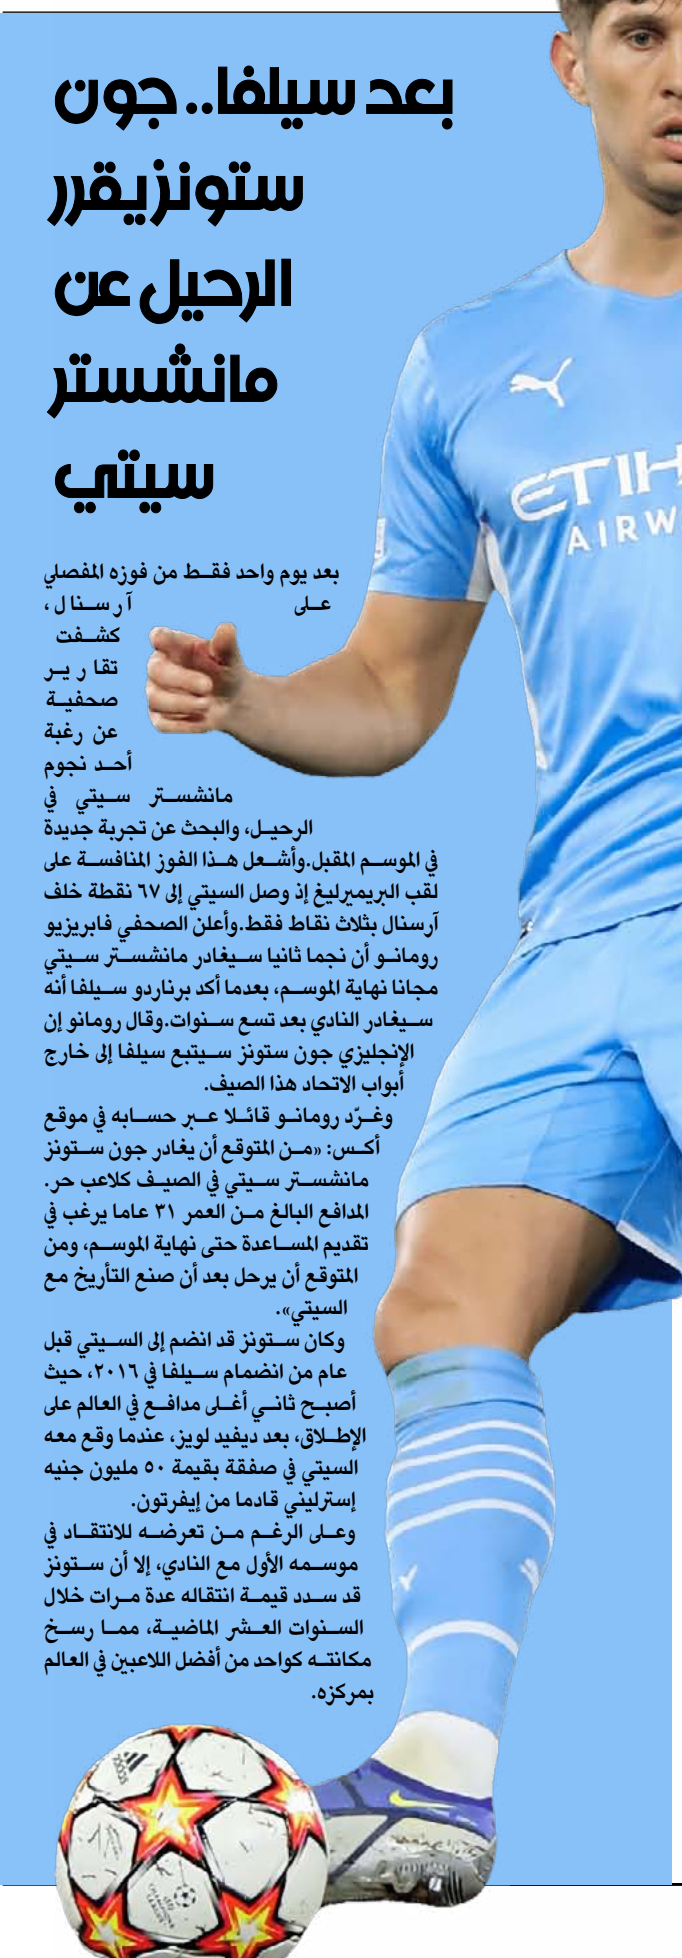 بعد سيلفا.. جون
ستونز يقرر
الرحيل عن
مانشستر
سيتي
بعد يوم واحد فقط من فوزه المفصلي
على آرسنال،
كشفت
تقارير
صحفية
عن رغبة
أحد نجوم
مانشستر سيتي في
الرحيل، والبحث عن تجربة جديدة
في الموسم المقبل.وأشعل هذا الفوز المنافسة على
لقب البريميرليغ إذ وصل السيتي إلى ٦٧ نقطة خلف
آرسنال بثلاث نقاط فقط.وأعلن الصحفي فابريزيو
رومانو أن نجما ثانيا سيغادر مانشستر سيتي
مجانا نهاية الموسم، بعدما أكد برناردو سيلفا أنه
سيغادر النادي بعد تسع سنوات.وقال رومانو إن
الإنجليزي جون ستونز سيتبع سيلفا إلى خارج
أبواب الاتحاد هذا الصيف.
وغرّد رومانو قائلا عبر حسابه في موقع
أكس: «من المتوقع أن يغادر جون ستونز
مانشستر سيتي في الصيف كلاعب حر.
المدافع البالغ من العمر ٣١ عاما يرغب في
تقديم المساعدة حتى نهاية الموسم، ومن
المتوقع أن يرحل بعد أن صنع التأريخ مع
السيتي».
وكان ستونز قد انضم إلى السيتي قبل
عام من انضمام سيلفا في ٢٠١٦، حيث
أصبح ثاني أغلى مدافع في العالم على
الإطلاق، بعد ديفيد لويز، عندما وقع معه
السيتي في صفقة بقيمة ٥٠ مليون جنيه
إسترليني قادما من إيفرتون.
وعلى الرغم من تعرضه للانتقاد في
موسمه الأول مع النادي، إلا أن ستونز
قد سدد قيمة انتقاله عدة مرات خلال
السنوات العشر الماضية، مما رسخ
مكانته كواحد من أفضل اللاعبين في العالم
بمركزه.
ETIH
AIRW